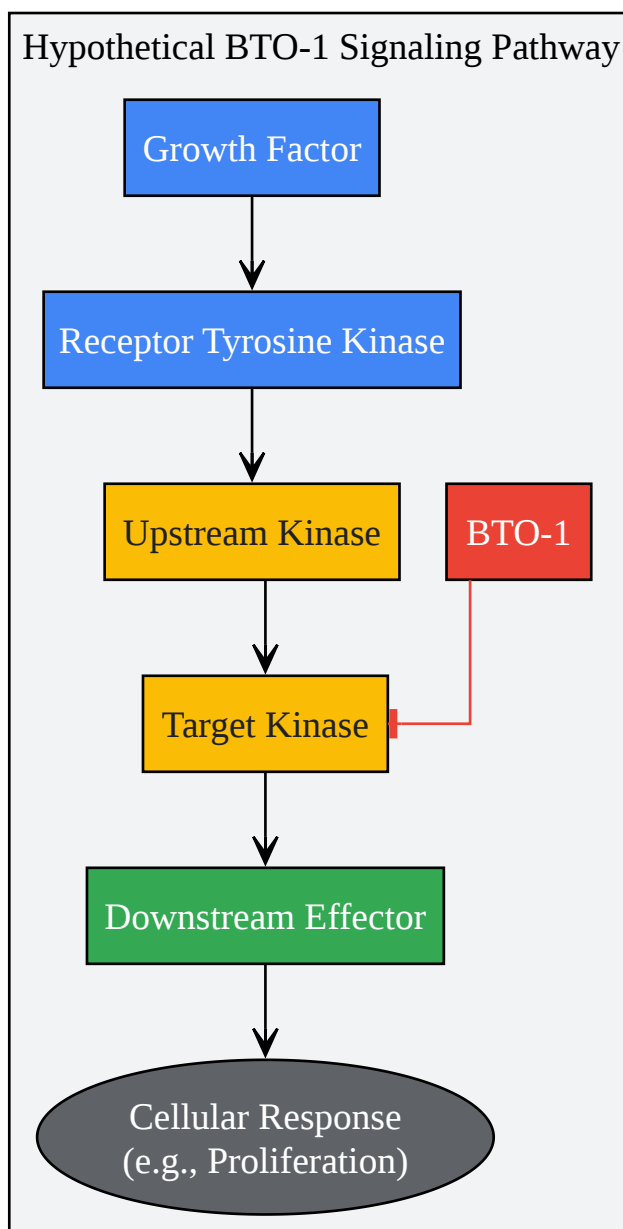 Hypothetical BTO-1 Signaling Pathway
Growth Factor
Receptor Tyrosine Kinase
Upstream Kinase
BTO-1
Target Kinase
Downstream Effector
Cellular Response
(e.g., Proliferation)